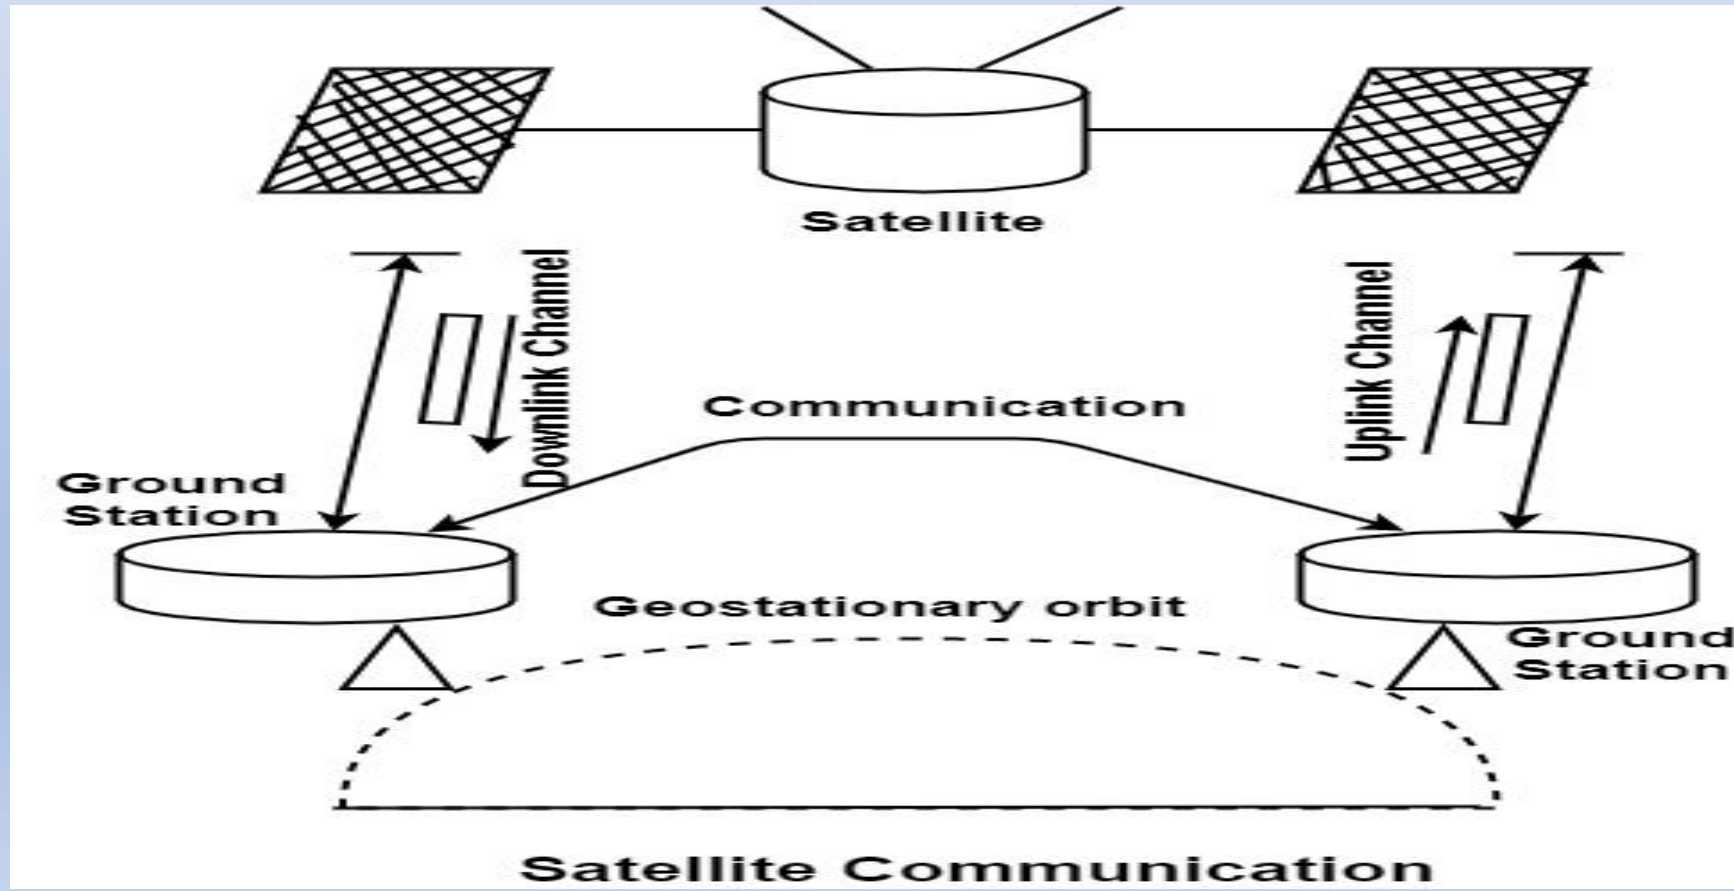 Satellite
Downlink Channel
Uplink Channel
Communication
Ground
Station
Geostationary orbit
Ground
Station
Satellite Communication